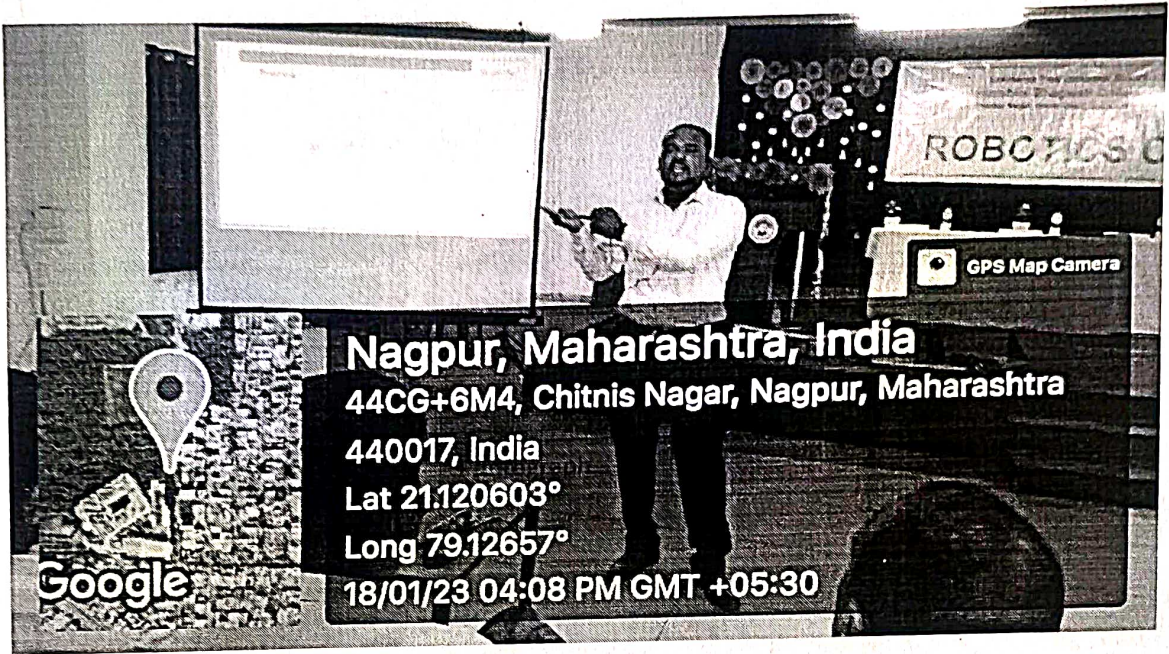 ROBOTICS
GPS Map Camera
Nagpur, Maharashtra, India
44CG+6M4, Chitnis Nagar, Nagpur, Maharashtra
440017, India
Lat 21.120603°
Long 79.12657°
18/01/23 04:08 PM GMT +05:30
Google